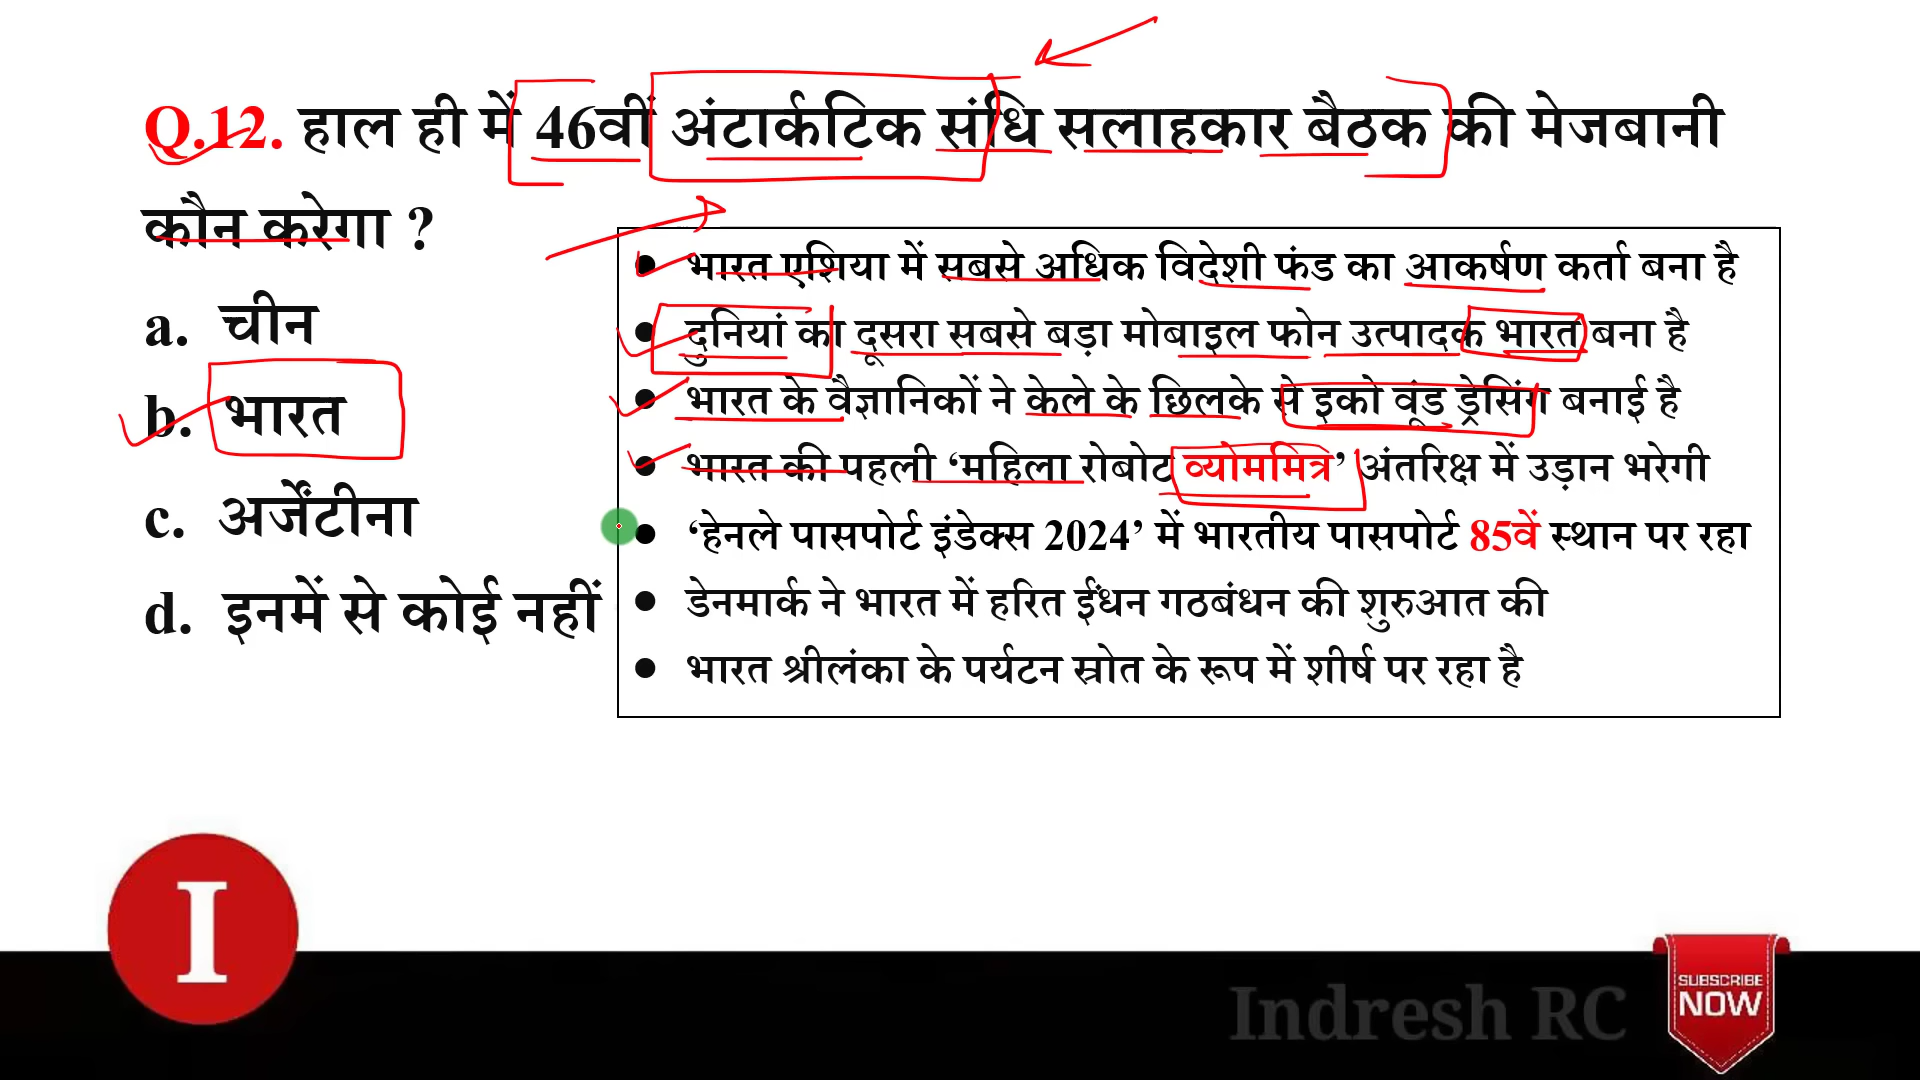 Q.12. हाल ही में 46वीं अंटार्कटिक संधि सलाहकार बैठक की मेजबानी
कौन करेगा ?
a. चीन
b. भारत
c. अर्जेंटीना
d. इनमें से कोई नहीं
● भारत एशिया में सबसे अधिक विदेशी फंड का आकर्षण कर्ता बना है
● दुनियां का दूसरा सबसे बड़ा मोबाइल फोन उत्पादक भारत बना है
● भारत के वैज्ञानिकों ने केले के छिलके से इको वूंड ड्रेसिंग बनाई है
● भारत की पहली ‘महिला रोबोट व्योममित्र’ अंतरिक्ष में उड़ान भरेगी
● ‘हेनले पासपोर्ट इंडेक्स 2024’ में भारतीय पासपोर्ट 85वें स्थान पर रहा
● डेनमार्क ने भारत में हरित ईंधन गठबंधन की शुरुआत की
● भारत श्रीलंका के पर्यटन स्रोत के रूप में शीर्ष पर रहा है
I
Indresh RC
SUBSCRIBE
NOW